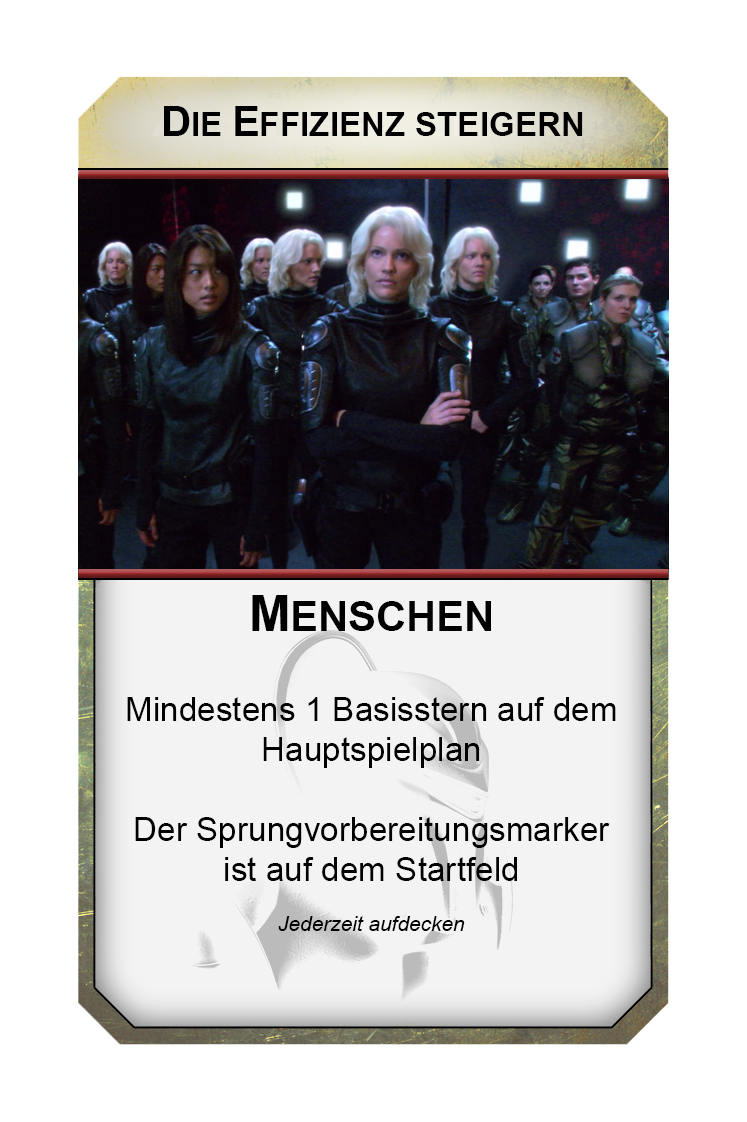 Die Effizienz steigern
Menschen
Mindestens 1 Basisstern auf dem
Hauptspielplan
Der Sprungvorbereitungsmarker
ist auf dem Startfeld
Jederzeit aufdecken